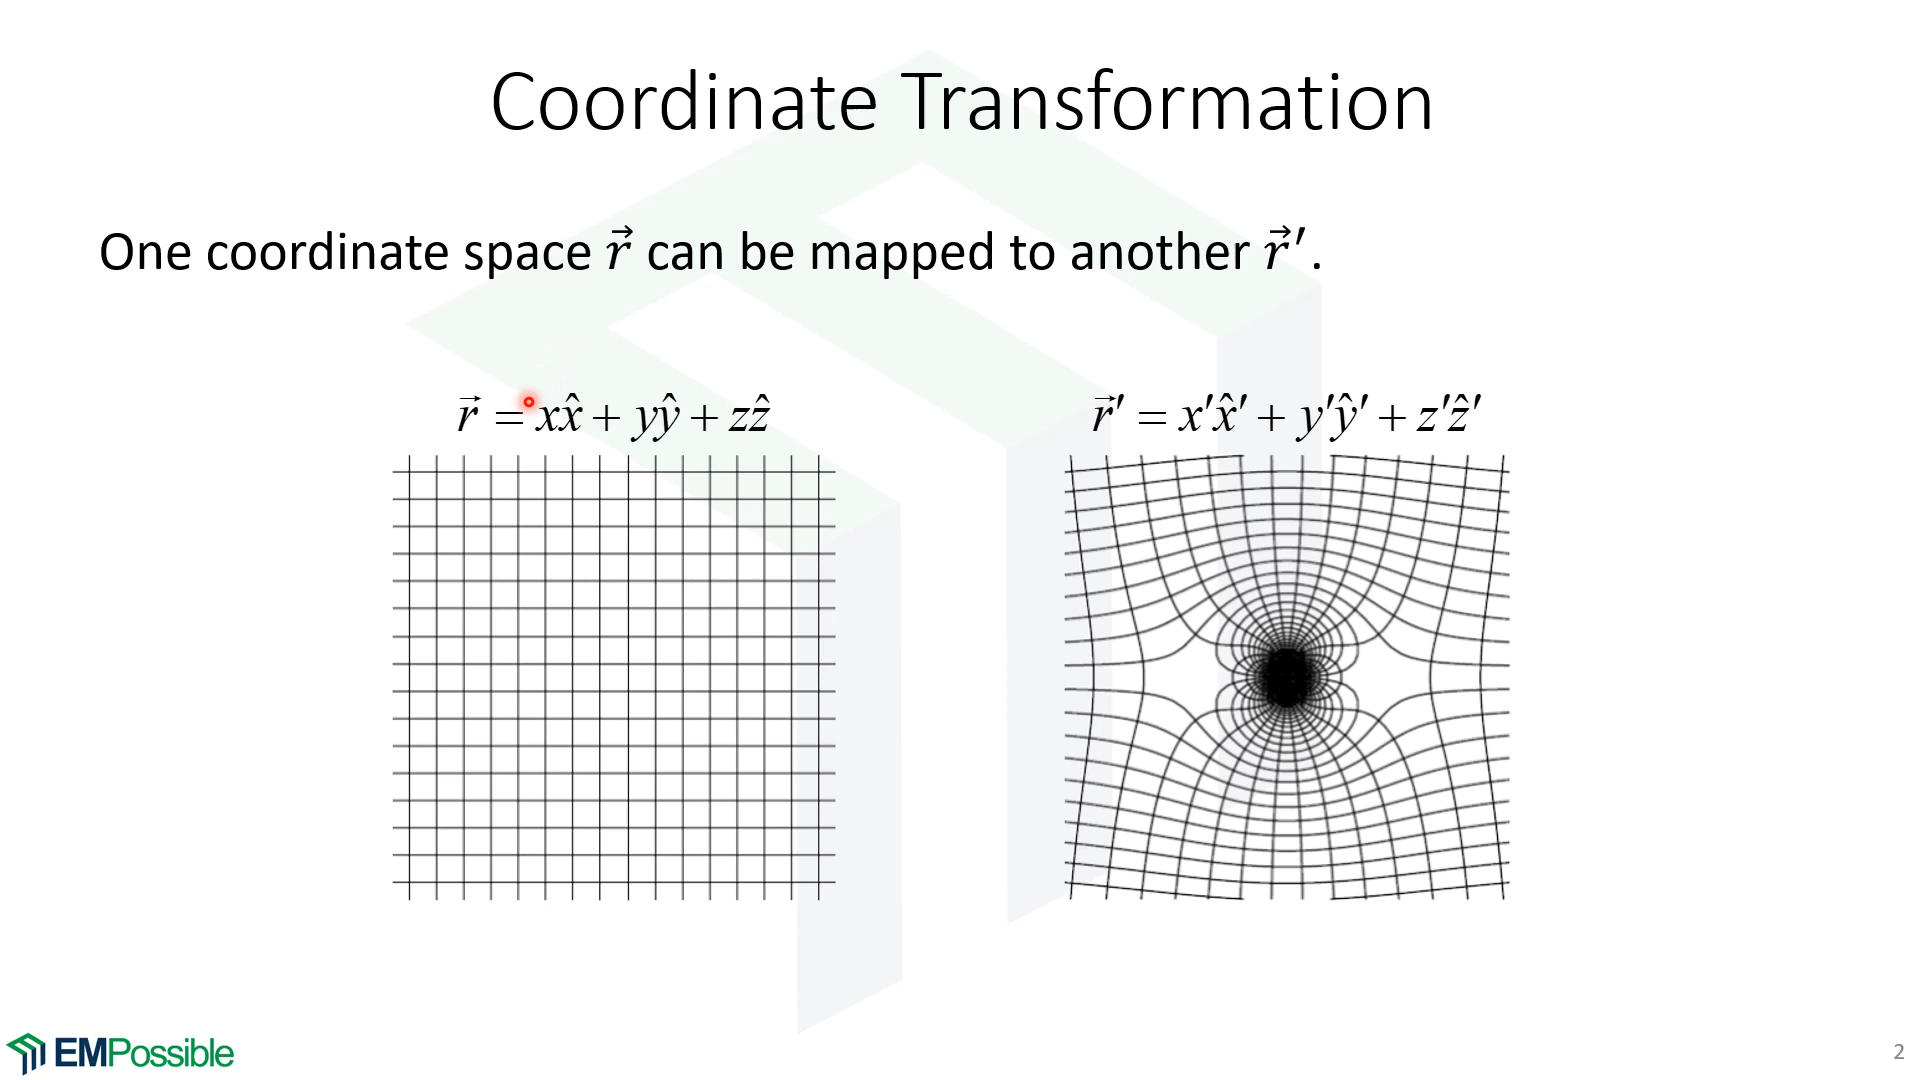 Coordinate Transformation
One coordinate space r⃗ can be mapped to another r⃗ ′.
r⃗ = xx̂ + yŷ + zẑ
r⃗′ = x′x̂′ + y′ŷ′ + z′ẑ′
EMPossible
2